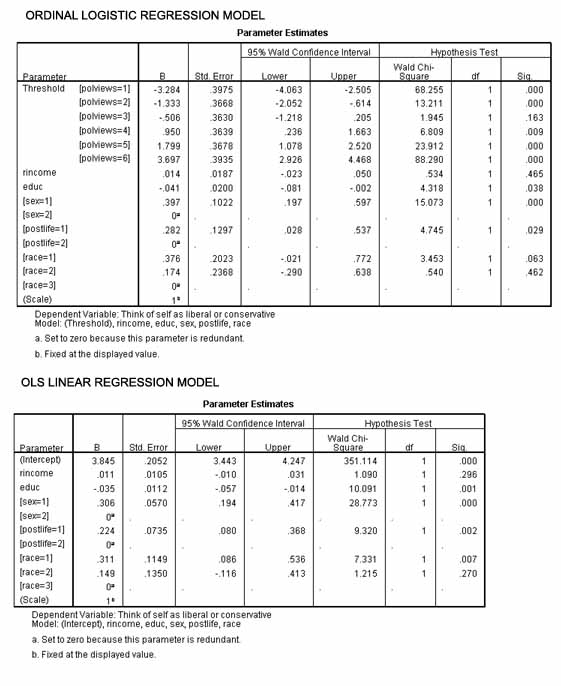 ORDINAL LOGISTIC REGRESSION MODEL
Parameter Estimates
95% Wald Confidence Interval Hypothesis Test
Parameter B Std. Error Lower Upper Wald Chi-Square df Sig.
Threshold [polviews=1] -3.284 .3975 -4.063 -2.505 68.255 1 .000
[polviews=2] -1.333 .3668 -2.052 -.614 13.211 1 .000
[polviews=3] -.506 .3630 -1.218 .205 1.945 1 .163
[polviews=4] .950 .3639 .236 1.663 6.809 1 .009
[polviews=5] 1.799 .3678 1.078 2.520 23.912 1 .000
[polviews=6] 3.697 .3935 2.926 4.468 88.290 1 .000
rincome .014 .0187 -.023 .050 .534 1 .465
educ -.041 .0200 -.081 -.002 4.318 1 .038
[sex=1] .397 .1022 .197 .597 15.073 1 .000
[sex=2] 0a . . . . . .
[postlife=1] .282 .1297 .028 .537 4.745 1 .029
[postlife=2] 0a . . . . . .
[race=1] .376 .2023 -.021 .772 3.453 1 .063
[race=2] .174 .2368 -.290 .638 .540 1 .462
[race=3] 0a . . . . . .
(Scale) 1b
Dependent Variable: Think of self as liberal or conservative
Model: (Threshold), rincome, educ, sex, postlife, race
a. Set to zero because this parameter is redundant.
b. Fixed at the displayed value.
OLS LINEAR REGRESSION MODEL
Parameter Estimates
95% Wald Confidence Interval Hypothesis Test
Parameter B Std. Error Lower Upper Wald Chi-Square df Sig.
(Intercept) 3.845 .2052 3.443 4.247 351.114 1 .000
rincome .011 .0105 -.010 .031 1.090 1 .296
educ -.035 .0112 -.057 -.014 10.091 1 .001
[sex=1] .306 .0570 .194 .417 28.773 1 .000
[sex=2] 0a . . . . . .
[postlife=1] .224 .0735 .080 .368 9.320 1 .002
[postlife=2] 0a . . . . . .
[race=1] .311 .1149 .086 .536 7.331 1 .007
[race=2] .149 .1350 -.116 .413 1.215 1 .270
[race=3] 0a . . . . . .
(Scale) 1b
Dependent Variable: Think of self as liberal or conservative
Model: (Intercept), rincome, educ, sex, postlife, race
a. Set to zero because this parameter is redundant.
b. Fixed at the displayed value.